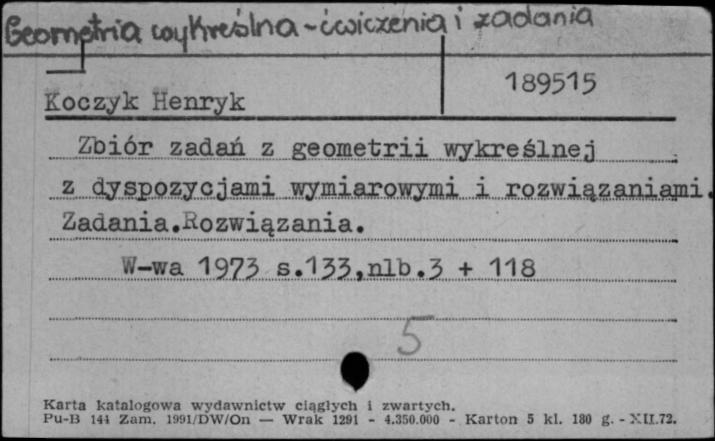 Geometria wykreślna - ćwiczenia i zadania
189515
Koczyk Henryk
Zbiór zadań z geometrii wykreślnej
z dyspozycjami wymiarowymi i rozwiązaniami.
Zadania.Rozwiązania.
W-wa 1973 s.133,nlb.3 + 118
5
Karta katalogowa wydawnictw ciągłych i zwartych.
Pu-B 144 Zam. 1991/DW/On — Wrak 1291 - 4.350.000 - Karton 5 kl. 180 g. - XII.72.